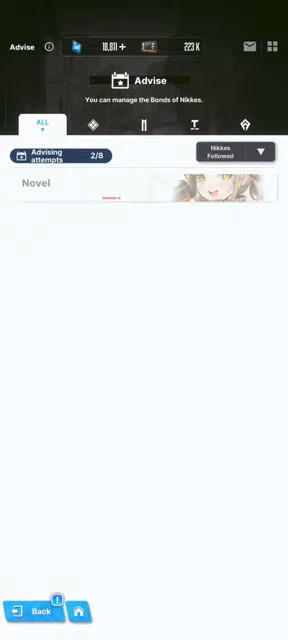 Advise
18,811 +
223 K
Advise
You can manage the Bonds of Nikkes.
ALL
Advising attempts 2/8
Nikkes Followed
Novel
Back